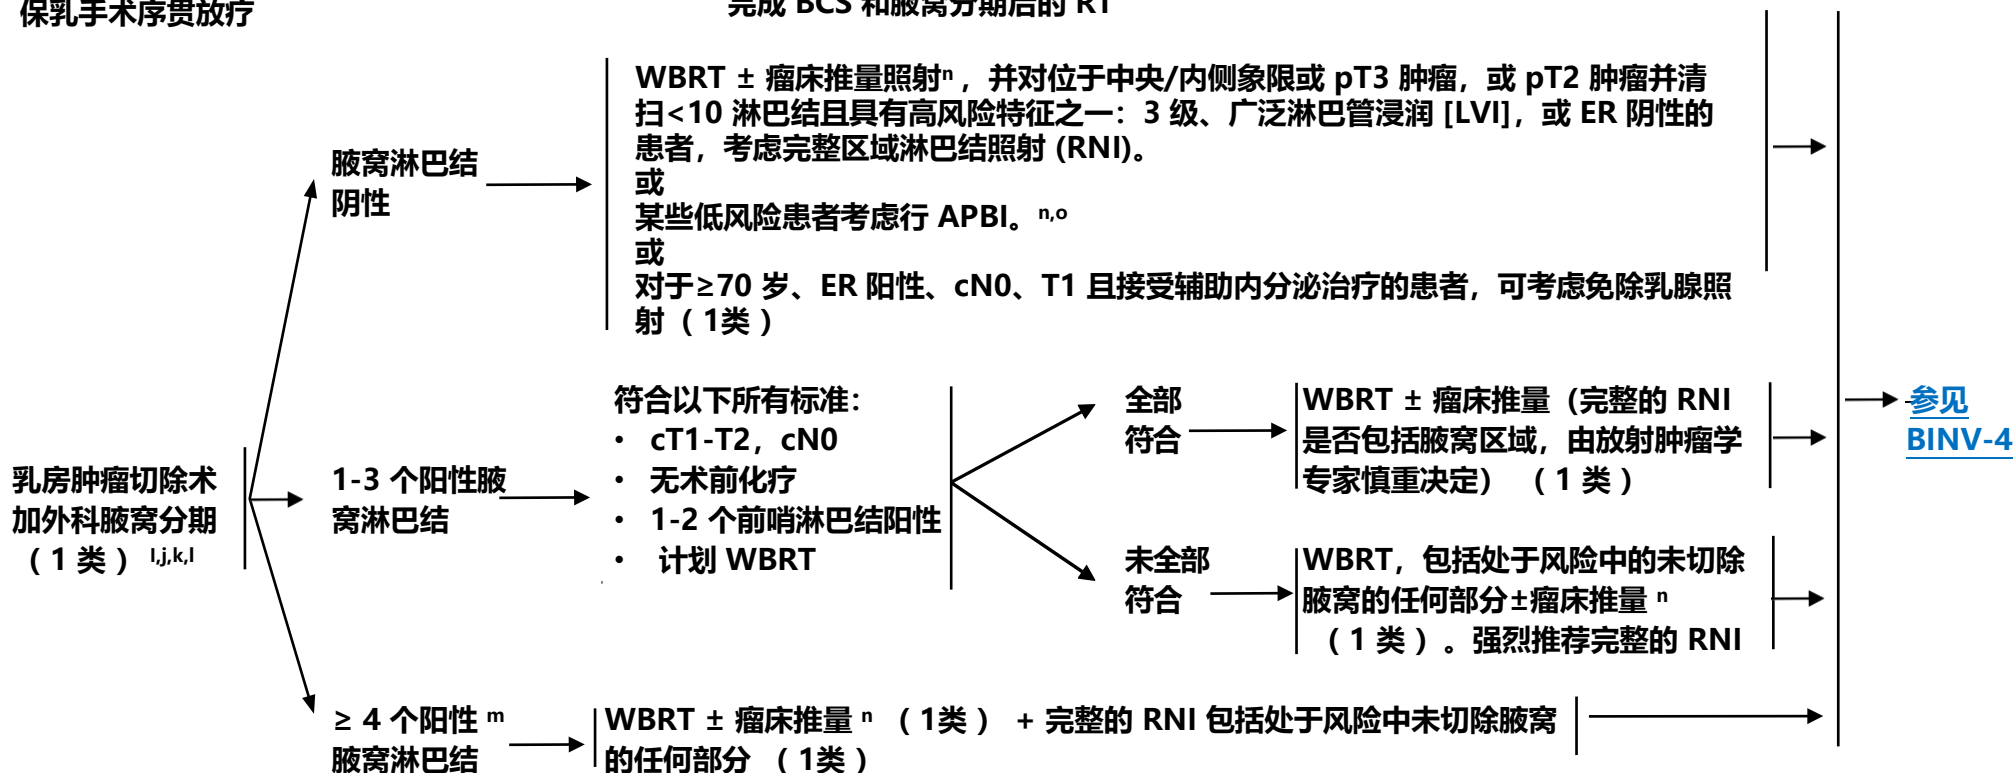 保乳手术序贯放疗
完成 BCS 和腋窝分期后的 RT
WBRT ± 瘤床推量照射n，并对位于中央/内侧象限或 pT3 肿瘤，或 pT2 肿瘤并清
扫<10 淋巴结且具有高风险特征之一：3 级、广泛淋巴管浸润 [LVI]，或 ER 阴性的
患者，考虑完整区域淋巴结照射 (RNI)。
或
某些低风险患者考虑行 APBI。n,o
或
对于≥70 岁、ER 阳性、cN0、T1 且接受辅助内分泌治疗的患者，可考虑免除乳腺照
射（1类）
腋窝淋巴结
阴性
乳房肿瘤切除术
加外科腋窝分期
（1 类）I,j,k,l
1-3 个阳性腋
窝淋巴结
符合以下所有标准：
• cT1-T2，cN0
• 无术前化疗
• 1-2 个前哨淋巴结阳性
• 计划 WBRT
全部
符合
WBRT ± 瘤床推量（完整的 RNI
是否包括腋窝区域，由放射肿瘤学
专家慎重决定）（1 类）
未全部
符合
WBRT，包括处于风险中的未切除
腋窝的任何部分±瘤床推量 n
（1 类）。强烈推荐完整的 RNI
≥ 4 个阳性 m
腋窝淋巴结
WBRT ± 瘤床推量 n （1类） + 完整的 RNI 包括处于风险中未切除腋窝
的任何部分 （1类）
参见
BINV-4